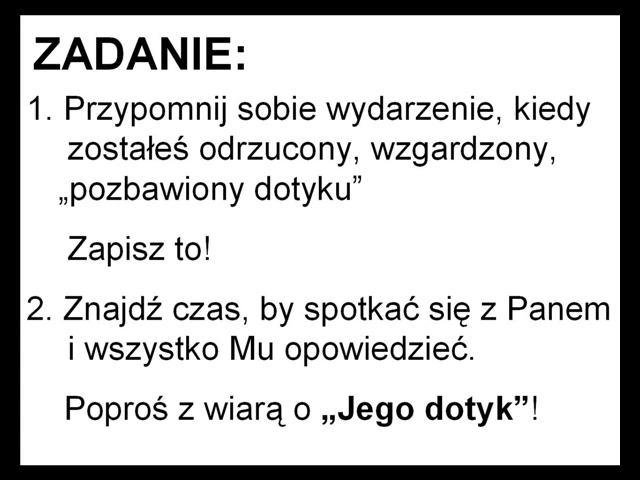 ZADANIE:
1. Przypomnij sobie wydarzenie, kiedy
zostałeś odrzucony, wzgardzony,
„pozbawiony dotyku”
Zapisz to!
2. Znajdź czas, by spotkać się z Panem
i wszystko Mu opowiedzieć.
Poproś z wiarą o „Jego dotyk”!